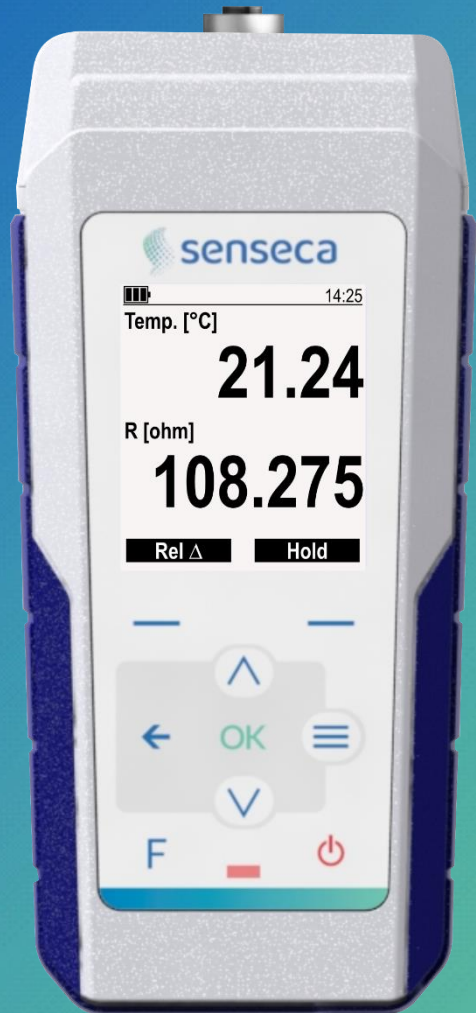 senseca
14:25
Temp. [°C]
21.24
R [ohm]
108.275
Rel Δ Hold
OK
F